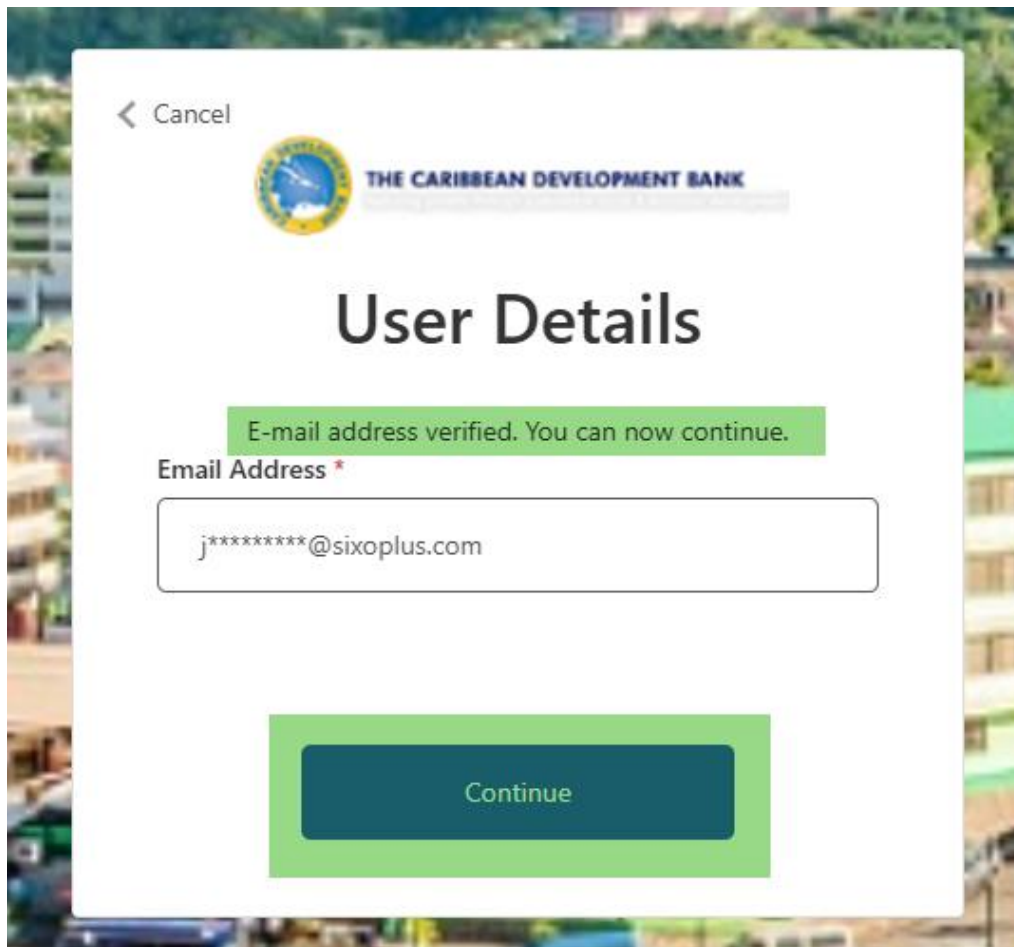 Cancel
THE CARIBBEAN DEVELOPMENT BANK
User Details
E-mail address verified. You can now continue.
Email Address *
j*********@sixoplus.com
Continue